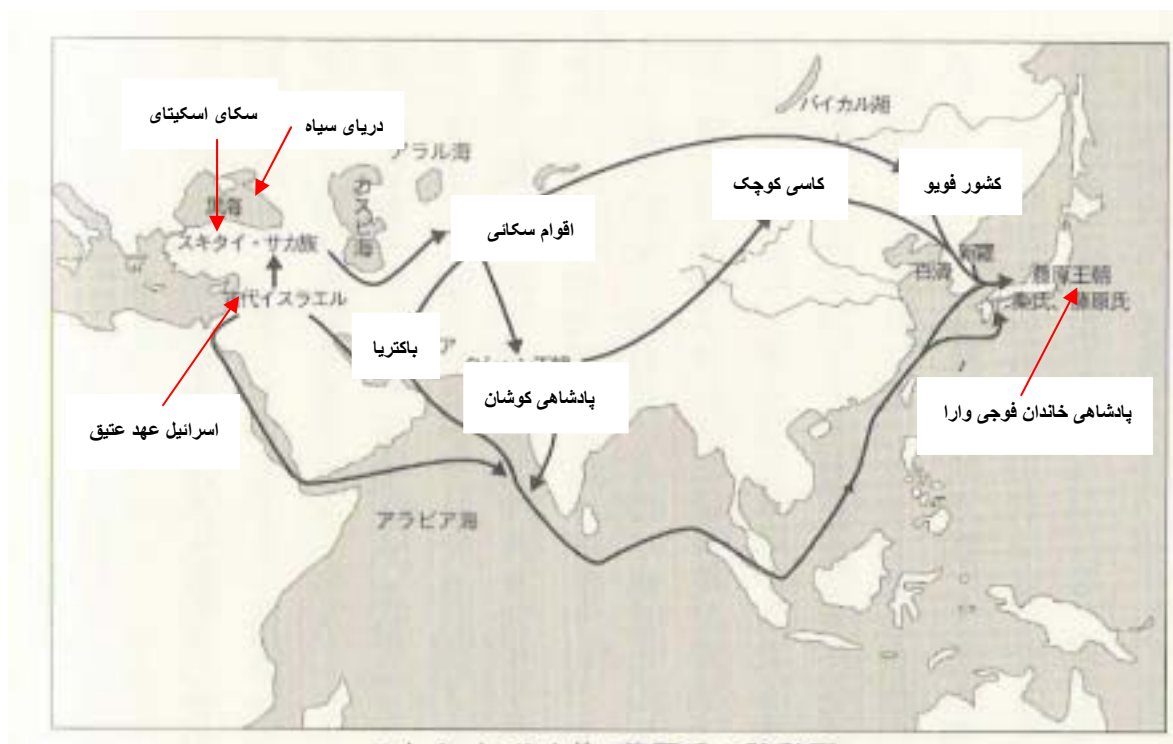 バイカル湖
سکای اسکیتای
دریای سیاه
アラル海
カスピ海
کاسی کوچک
کشور فویو
黒海
اقوام سکائی
スキタイ・サカ族
新羅
百済
古代イスラエル
秦氏、藤原氏
باکتریا
پادشاهی کوشان
پادشاهی خاندان فوجی وارا
اسرائیل عهد عتیق
アラビア海